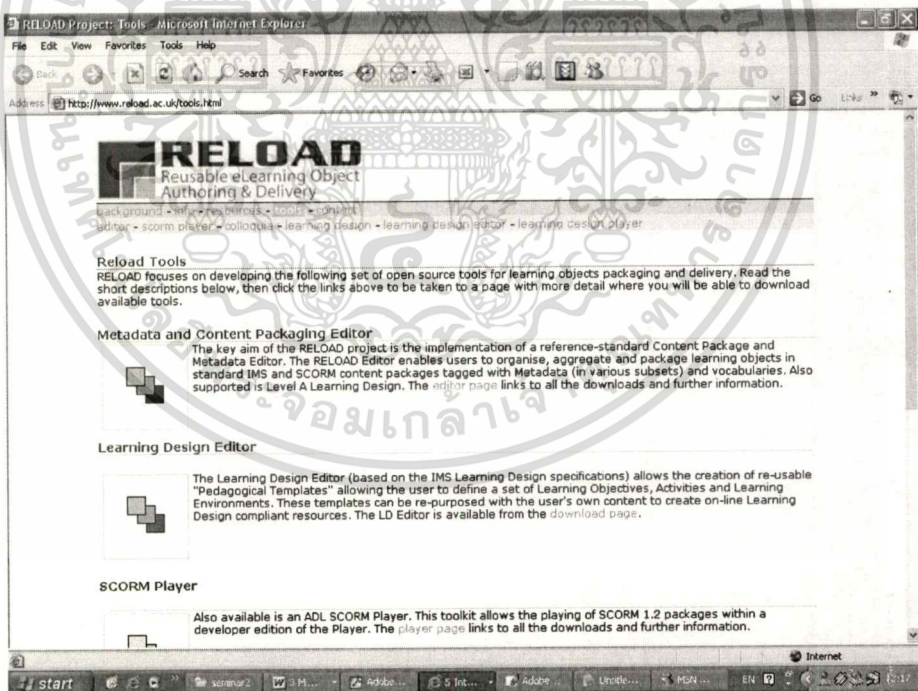 RELOAD Project: Tools - Microsoft Internet Explorer
File Edit View Favorites Tools Help
Back Search Favorites
Address http://www.reload.ac.uk/tools.html Go Links »
RELOAD
Reusable eLearning Object
Authoring & Delivery
background - info - resources - tools - content
editor - scorm player - colloquia - learning design - learning design editor - learning design player
Reload Tools
RELOAD focuses on developing the following set of open source tools for learning objects packaging and delivery. Read the
short descriptions below, then click the links above to be taken to a page with more detail where you will be able to download
available tools.
Metadata and Content Packaging Editor
The key aim of the RELOAD project is the implementation of a reference-standard Content Package and
Metadata Editor. The RELOAD Editor enables users to organise, aggregate and package learning objects in
standard IMS and SCORM content packages tagged with Metadata (in various subsets) and vocabularies. Also
supported is Level A Learning Design. The editor page links to all the downloads and further information.
Learning Design Editor
The Learning Design Editor (based on the IMS Learning Design specifications) allows the creation of re-usable
"Pedagogical Templates" allowing the user to define a set of Learning Objectives, Activities and Learning
Environments. These templates can be re-purposed with the user's own content to create on-line Learning
Design compliant resources. The LD Editor is available from the download page.
SCORM Player
Also available is an ADL SCORM Player. This toolkit allows the playing of SCORM 1.2 packages within a
developer edition of the Player. The player page links to all the downloads and further information.
Internet
start seminar2 3 M... Adobe... 5 Int... Adobe... Untitle... MSN ... EN 12:17